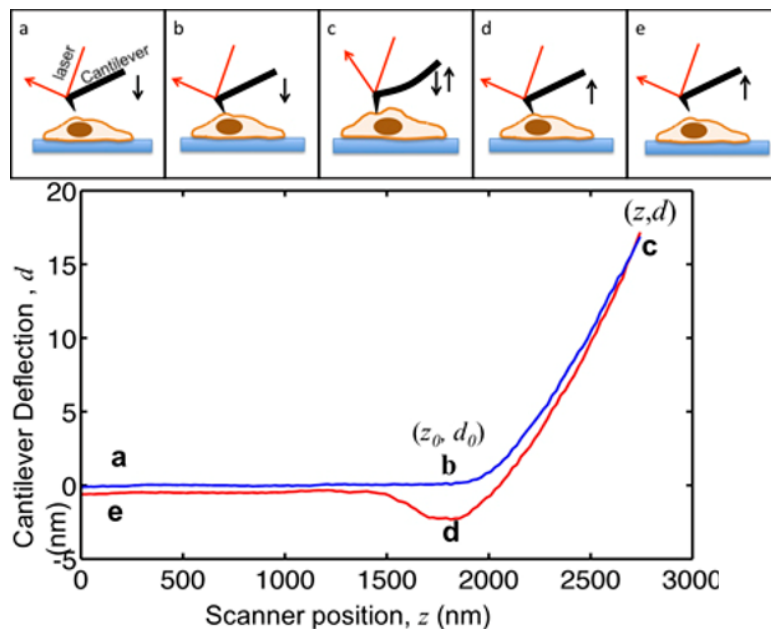 a
b
c
d
e
laser
Cantilever
Cantilever Deflection , d
(nm)
20
15
10
5
0
-5
(z,d)
c
(z₀, d₀)
a
b
e
d
0
500
1000
1500
2000
2500
3000
Scanner position, z (nm)